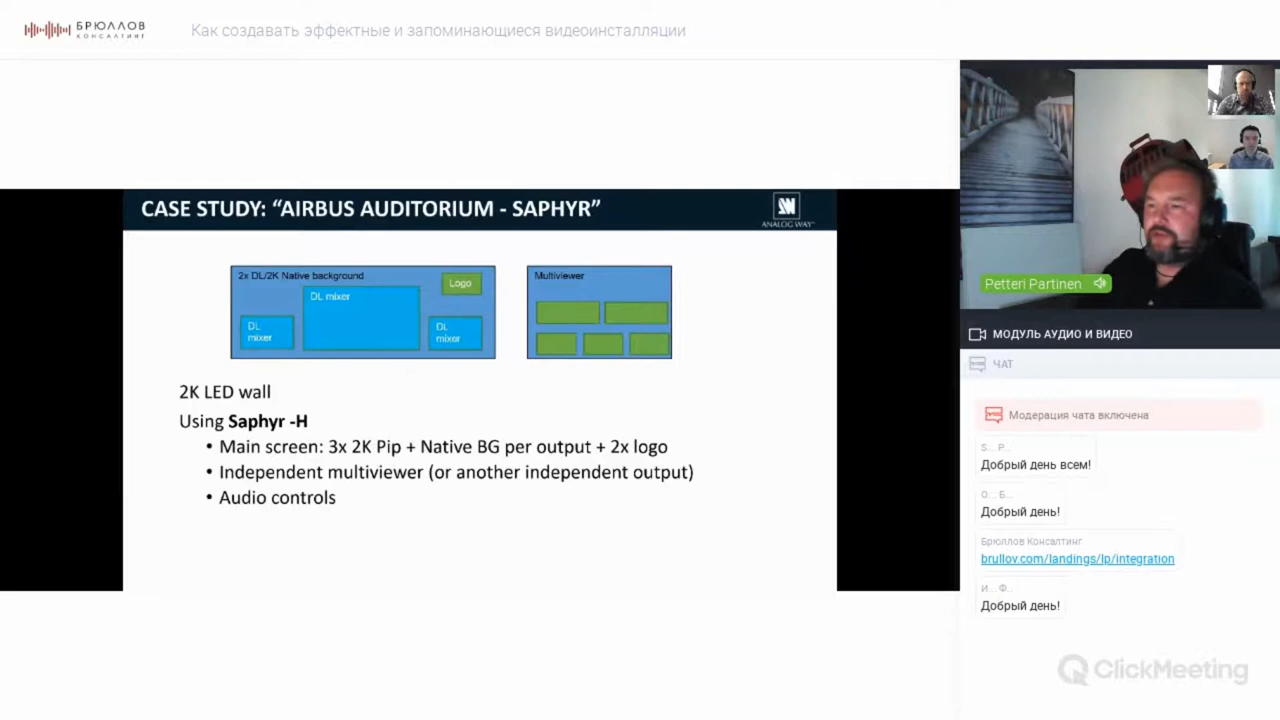 БРЮЛЛОВ
КОНСАЛТИНГ
Как создавать эффектные и запоминающиеся видеоинсталляции
CASE STUDY: “AIRBUS AUDITORIUM - SAPHYR”
ANALOG WAY™
2x DL/2K Native background
Logo
DL mixer
DL
mixer
DL
mixer
Multiviewer
2K LED wall
Using Saphyr -H
• Main screen: 3x 2K Pip + Native BG per output + 2x logo
• Independent multiviewer (or another independent output)
• Audio controls
Petteri Partinen
МОДУЛЬ АУДИО И ВИДЕО
ЧАТ
Модерация чата включена
S... P...
Добрый день всем!
О... Б...
Добрый день!
Брюллов Консалтинг
brullov.com/landings/lp/integration
И... Ф...
Добрый день!
ClickMeeting